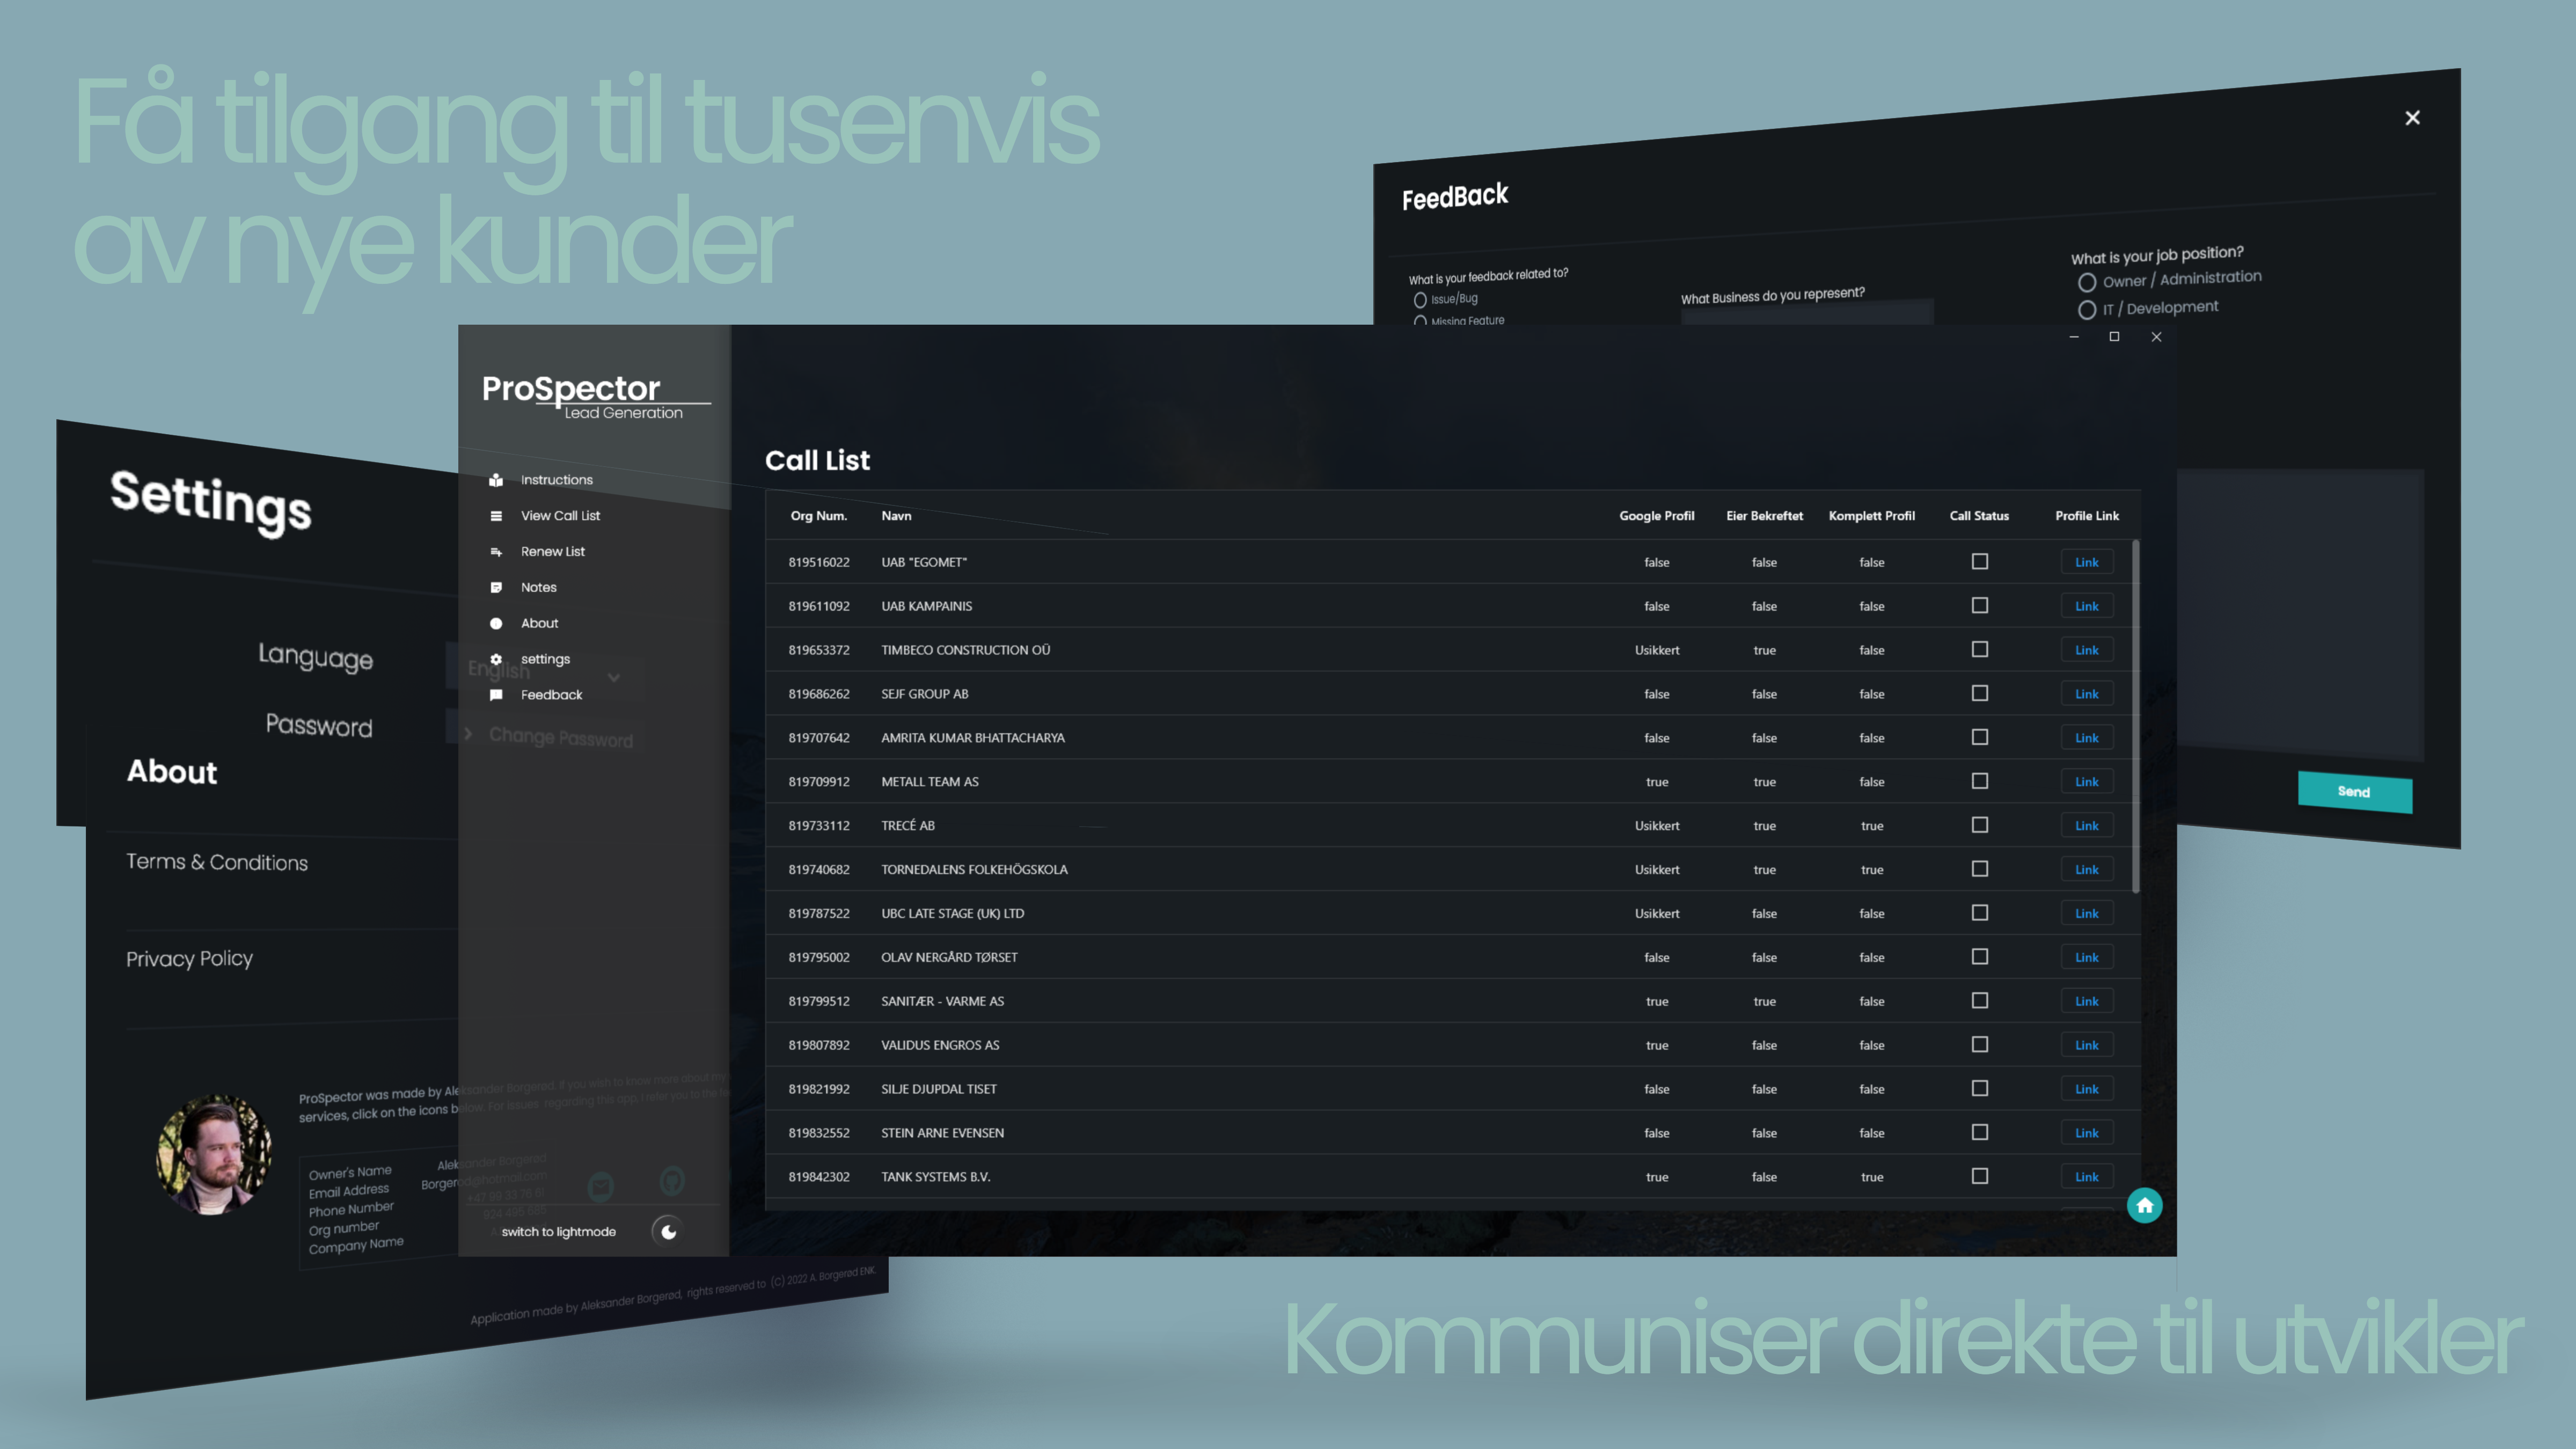 Få tilgang til tusenvis
av nye kunder
FeedBack
What is your feedback related to?
Issue/Bug
Missing Feature
What Business do you represent?
What is your job position?
Owner / Administration
IT / Development
Send
Settings
Language
English
Password
Change Password
About
Terms & Conditions
Privacy Policy
ProSpector was made by Aleksander Borgerød. If you wish to know more about my
services, click on the icons below. For issues regarding this app, I refer you to the
Owner's Name Aleksander Borgerød
Email Address Borgerod@hotmail.com
Phone Number +47 99 33 76 61
Org number 924 495 686
Company Name
Application made by Aleksander Borgerød, rights reserved to (C) 2022 A. Borgerød ENK.
ProSpector
Lead Generation
Instructions
View Call List
Renew List
Notes
About
settings
Feedback
switch to lightmode
Call List
Org Num. Navn Google Profil Eier Bekreftet Komplett Profil Call Status Profile Link
819516022 UAB "EGOMET" false false false Link
819611092 UAB KAMPAINIS false false false Link
819653372 TIMBECO CONSTRUCTION OÜ Usikkert true false Link
819686262 SEJF GROUP AB false false false Link
819707642 AMRITA KUMAR BHATTACHARYA false false false Link
819709912 METALL TEAM AS true true false Link
819733112 TRECÉ AB Usikkert true true Link
819740682 TORNEDALENS FOLKEHÖGSKOLA Usikkert true true Link
819787522 UBC LATE STAGE (UK) LTD Usikkert false false Link
819795002 OLAV NERGÅRD TØRSET false false false Link
819799512 SANITÆR - VARME AS true true false Link
819807892 VALIDUS ENGROS AS true false false Link
819821992 SILJE DJUPDAL TISET false false false Link
819832552 STEIN ARNE EVENSEN false false false Link
819842302 TANK SYSTEMS B.V. true false true Link
Kommuniser direkte til utvikler